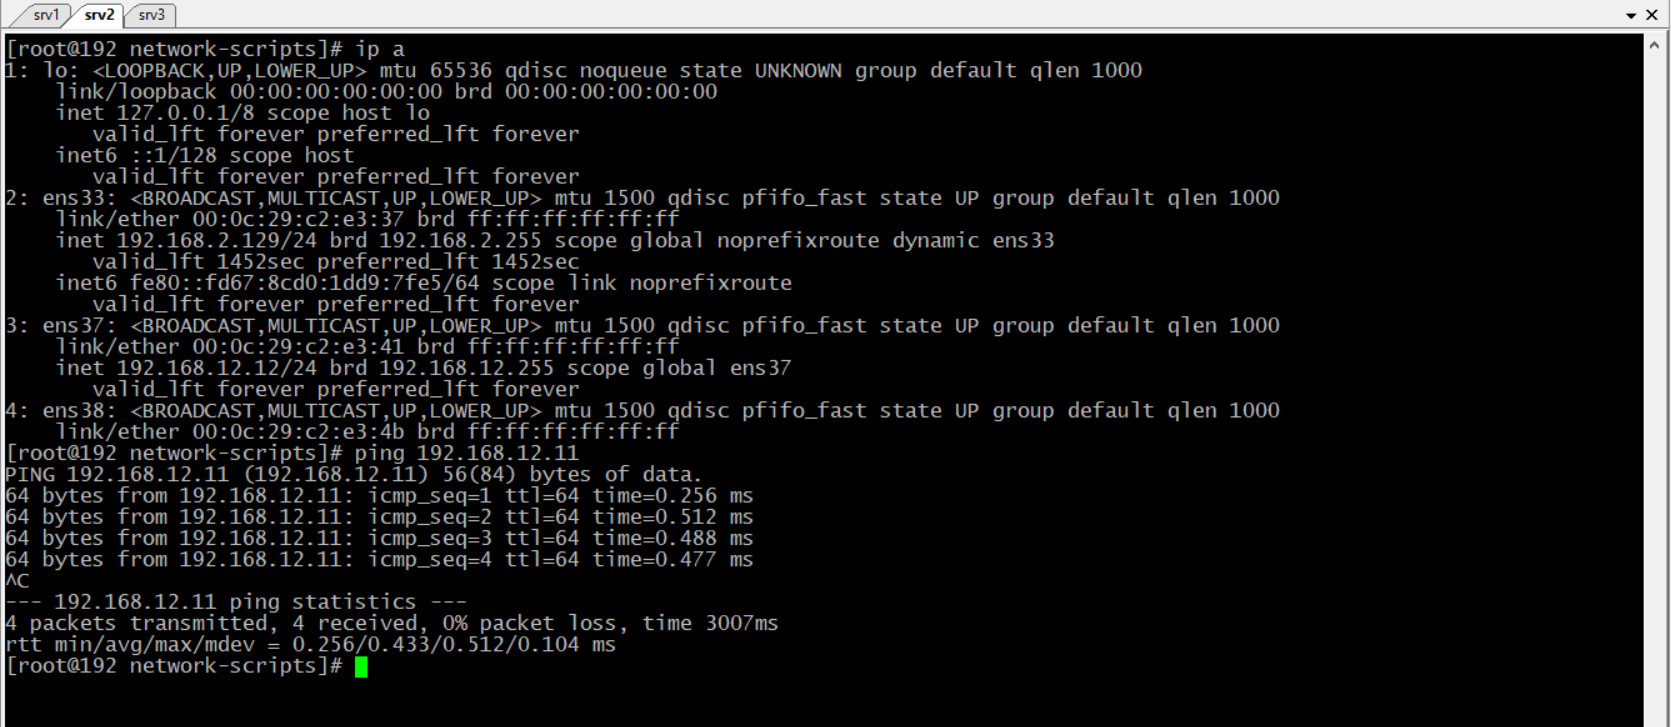 srv1 srv2 srv3
[root@192 network-scripts]# ip a
1: lo: <LOOPBACK,UP,LOWER_UP> mtu 65536 qdisc noqueue state UNKNOWN group default qlen 1000
    link/loopback 00:00:00:00:00:00 brd 00:00:00:00:00:00
    inet 127.0.0.1/8 scope host lo
       valid_lft forever preferred_lft forever
    inet6 ::1/128 scope host
       valid_lft forever preferred_lft forever
2: ens33: <BROADCAST,MULTICAST,UP,LOWER_UP> mtu 1500 qdisc pfifo_fast state UP group default qlen 1000
    link/ether 00:0c:29:c2:e3:37 brd ff:ff:ff:ff:ff:ff
    inet 192.168.2.129/24 brd 192.168.2.255 scope global noprefixroute dynamic ens33
       valid_lft 1452sec preferred_lft 1452sec
    inet6 fe80::fd67:8cd0:1dd9:7fe5/64 scope link noprefixroute
       valid_lft forever preferred_lft forever
3: ens37: <BROADCAST,MULTICAST,UP,LOWER_UP> mtu 1500 qdisc pfifo_fast state UP group default qlen 1000
    link/ether 00:0c:29:c2:e3:41 brd ff:ff:ff:ff:ff:ff
    inet 192.168.12.12/24 brd 192.168.12.255 scope global ens37
       valid_lft forever preferred_lft forever
4: ens38: <BROADCAST,MULTICAST,UP,LOWER_UP> mtu 1500 qdisc pfifo_fast state UP group default qlen 1000
    link/ether 00:0c:29:c2:e3:4b brd ff:ff:ff:ff:ff:ff
[root@192 network-scripts]# ping 192.168.12.11
PING 192.168.12.11 (192.168.12.11) 56(84) bytes of data.
64 bytes from 192.168.12.11: icmp_seq=1 ttl=64 time=0.256 ms
64 bytes from 192.168.12.11: icmp_seq=2 ttl=64 time=0.512 ms
64 bytes from 192.168.12.11: icmp_seq=3 ttl=64 time=0.488 ms
64 bytes from 192.168.12.11: icmp_seq=4 ttl=64 time=0.477 ms
^C
--- 192.168.12.11 ping statistics ---
4 packets transmitted, 4 received, 0% packet loss, time 3007ms
rtt min/avg/max/mdev = 0.256/0.433/0.512/0.104 ms
[root@192 network-scripts]#